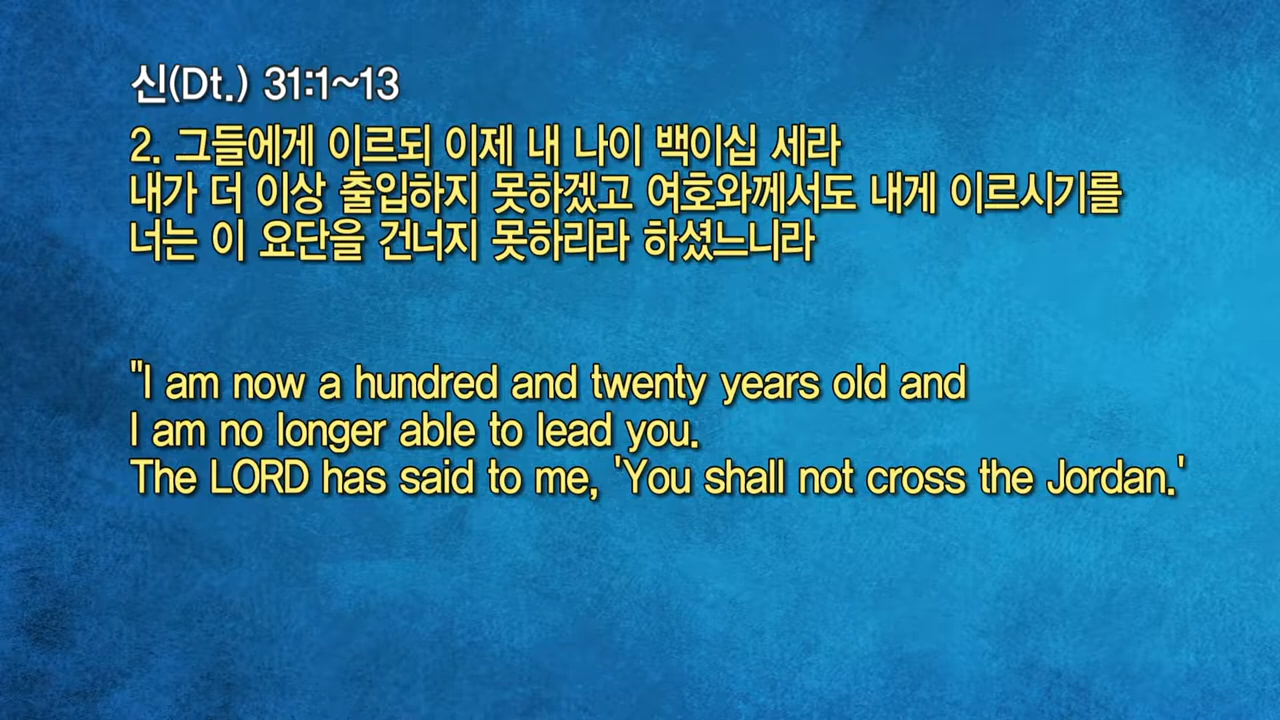 신(Dt.) 31:1~13
2. 그들에게 이르되 이제 내 나이 백이십 세라
내가 더 이상 출입하지 못하겠고 여호와께서도 내게 이르시기를
너는 이 요단을 건너지 못하리라 하셨느니라
"I am now a hundred and twenty years old and
I am no longer able to lead you.
The LORD has said to me, 'You shall not cross the Jordan.'